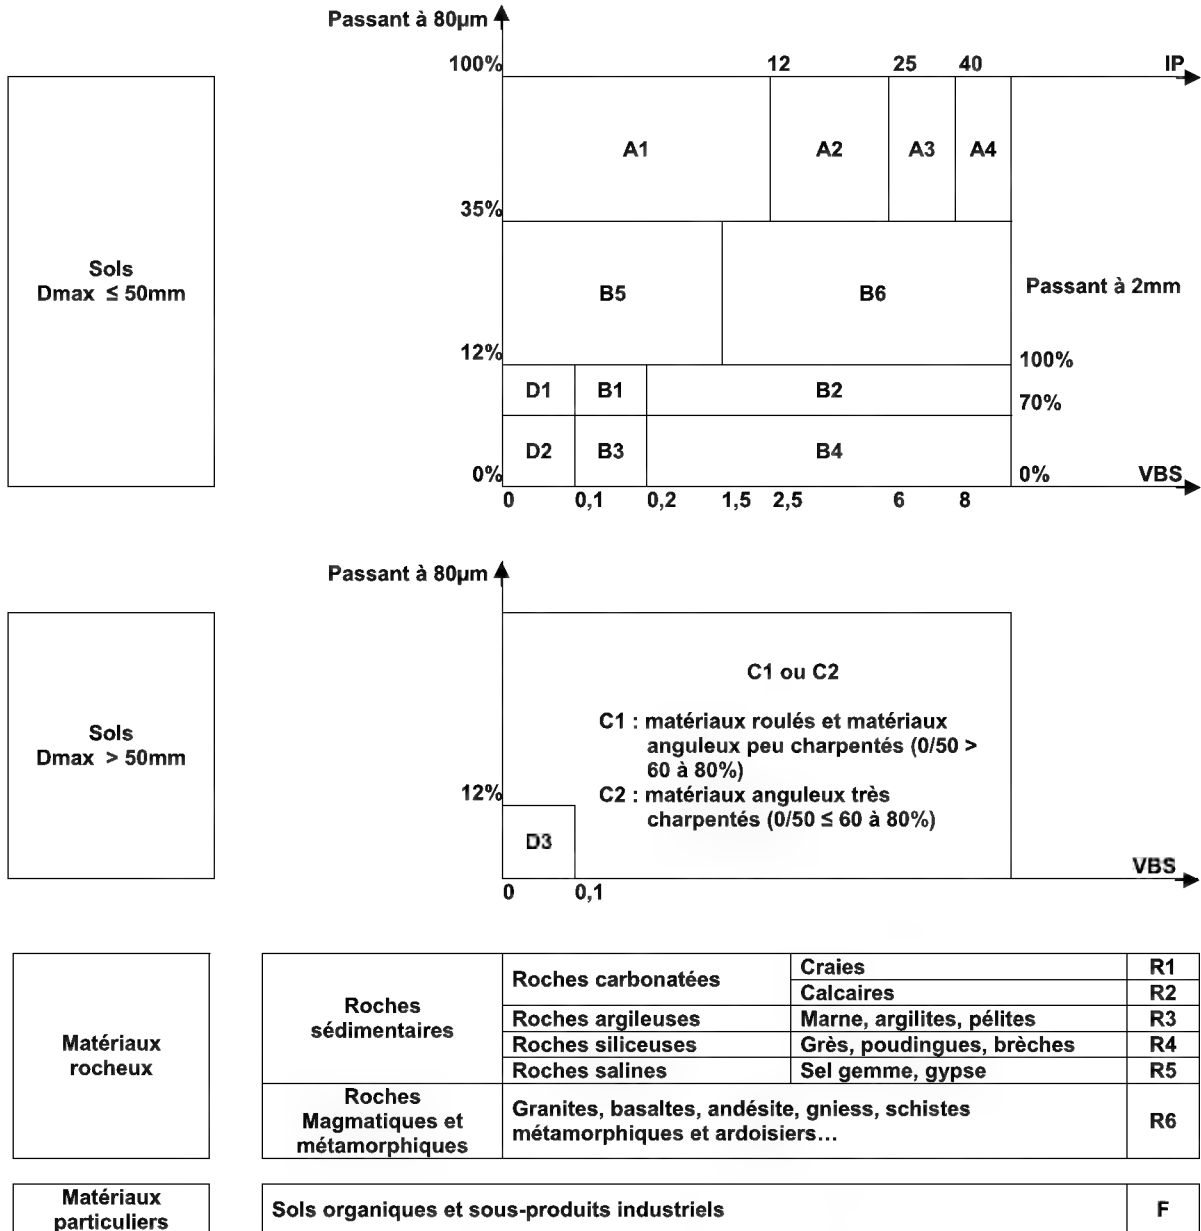 Passant à 80µm
100%
12
25
40
IP
A1
A2
A3
A4
35%
Sols
Dmax ≤ 50mm
B5
B6
Passant à 2mm
12%
100%
D1
B1
B2
70%
D2
B3
B4
0%
0%
VBS
0
0,1
0,2
1,5
2,5
6
8
Passant à 80µm
Sols
Dmax > 50mm
C1 ou C2
C1 : matériaux roulés et matériaux
anguleux peu charpentés (0/50 >
60 à 80%)
C2 : matériaux anguleux très
charpentés (0/50 ≤ 60 à 80%)
12%
D3
VBS
0
0,1
Matériaux
rocheux
Roches
sédimentaires
Roches carbonatées
Craies
R1
Calcaires
R2
Roches argileuses
Marne, argilites, pélites
R3
Roches siliceuses
Grès, poudingues, brèches
R4
Roches salines
Sel gemme, gypse
R5
Roches
Magmatiques et
métamorphiques
Granites, basaltes, andésite, gniess, schistes
métamorphiques et ardoisiers…
R6
Matériaux
particuliers
Sols organiques et sous-produits industriels
F